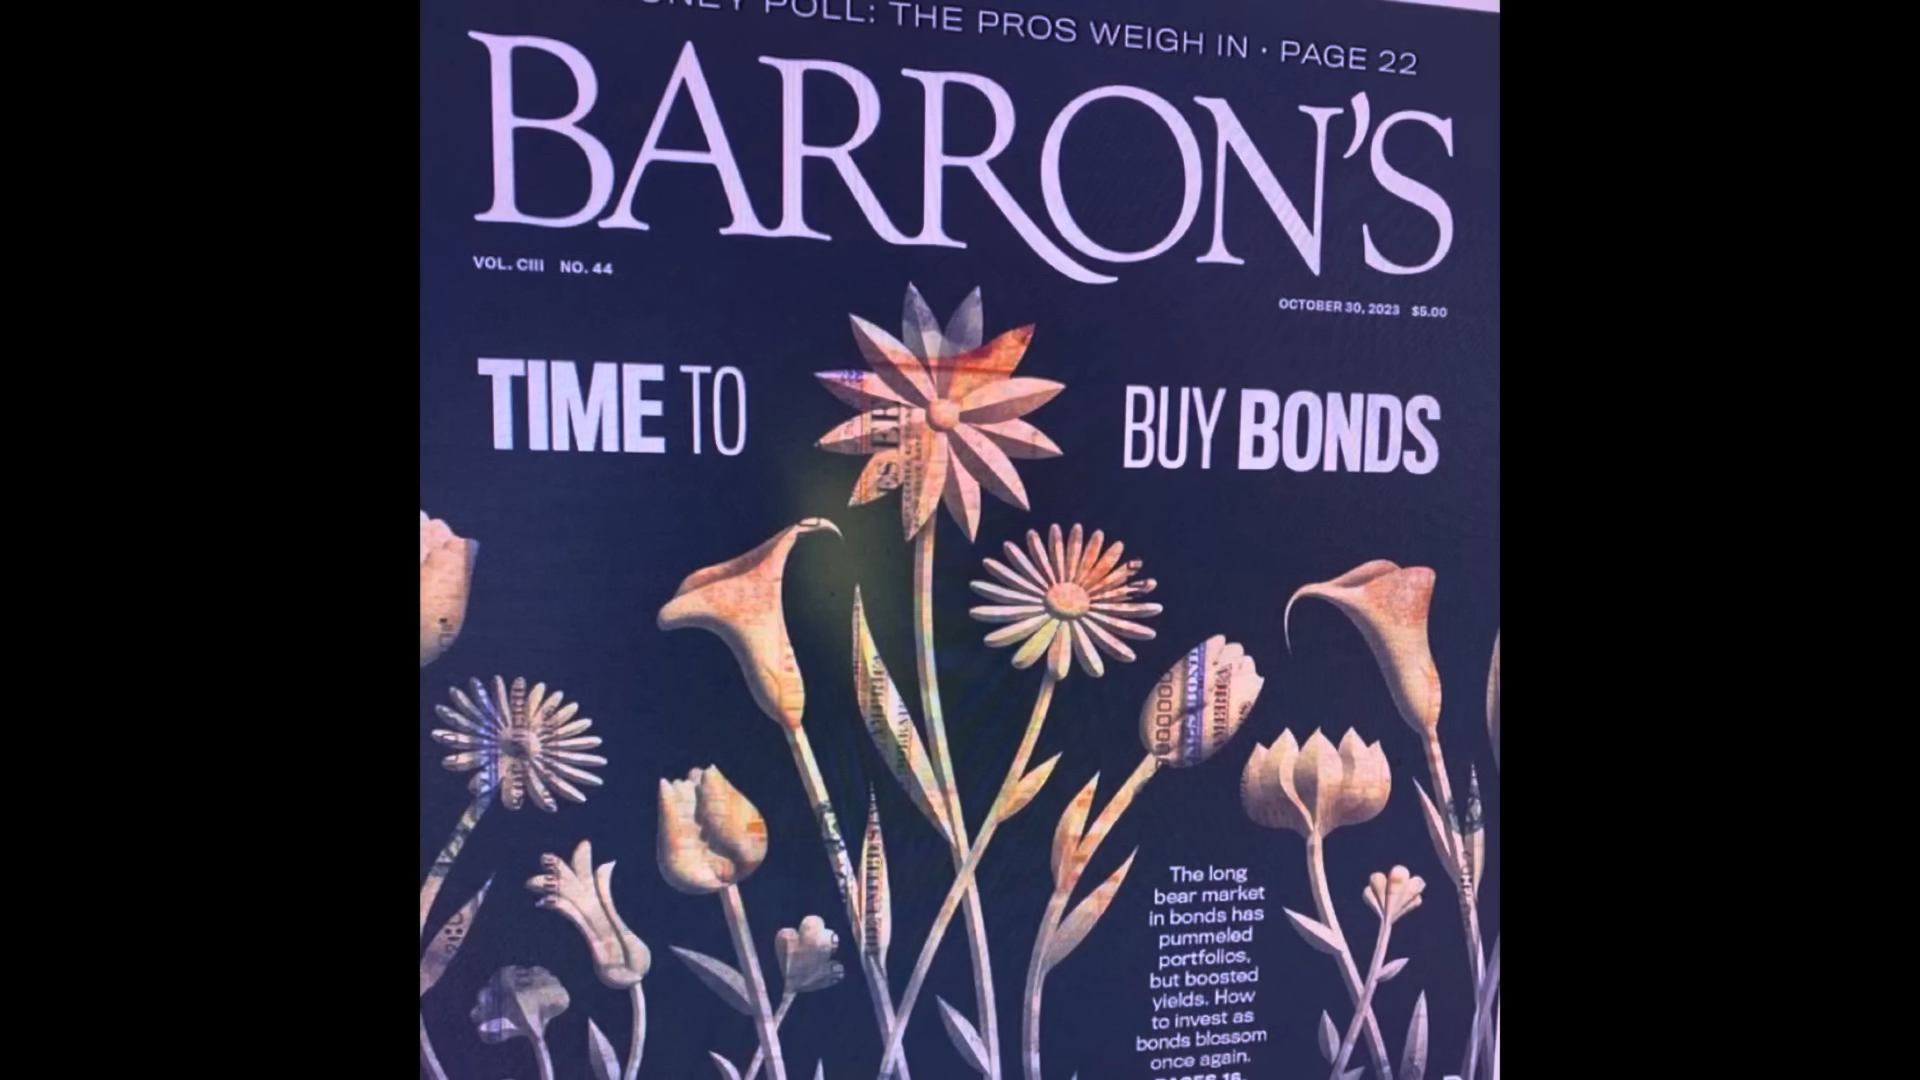 POLL: THE PROS WEIGH IN · PAGE 22
BARRON'S
VOL. CIII NO. 44
OCTOBER 30, 2023 $5.00
TIME TO BUY BONDS
The long
bear market
in bonds has
pummeled
portfolios,
but boosted
yields. How
to invest as
bonds blossom
once again.